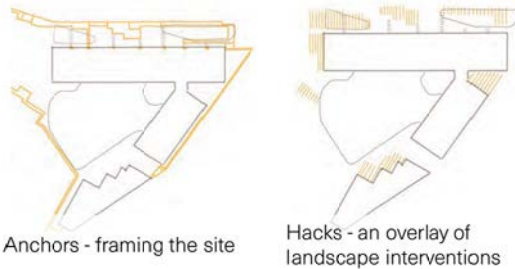 Anchors - framing the site
Hacks - an overlay of
landscape interventions